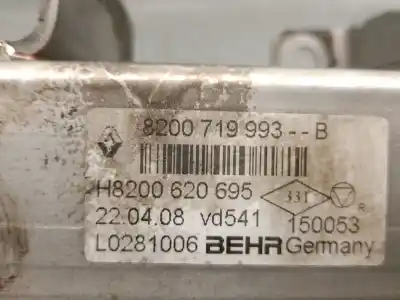 8200 719 993--B
H8200 620 695
331
22.04.08 vd541 150053
R
L0281006 BEHR Germany